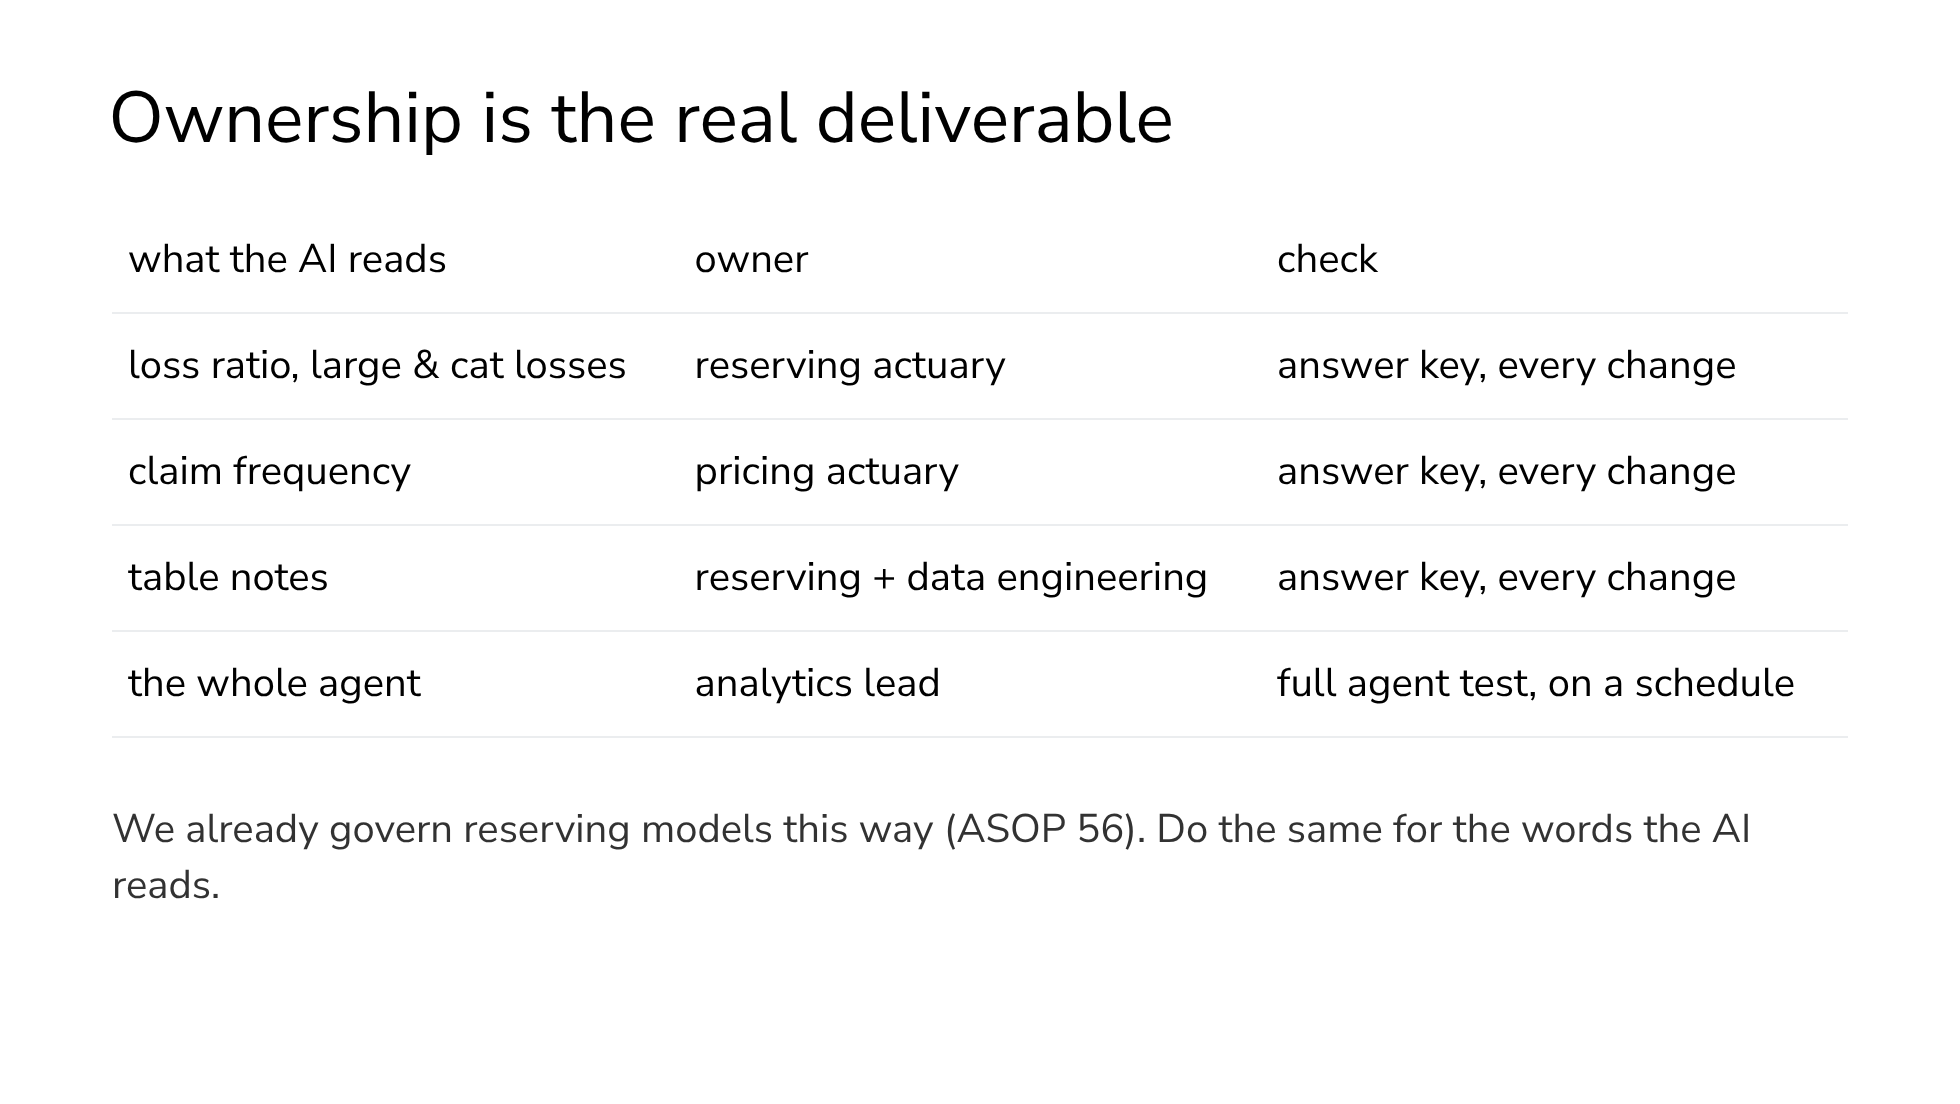 Ownership is the real deliverable
what the AI reads owner check
loss ratio, large & cat losses reserving actuary answer key, every change
claim frequency pricing actuary answer key, every change
table notes reserving + data engineering answer key, every change
the whole agent analytics lead full agent test, on a schedule
We already govern reserving models this way (ASOP 56). Do the same for the words the AI
reads.